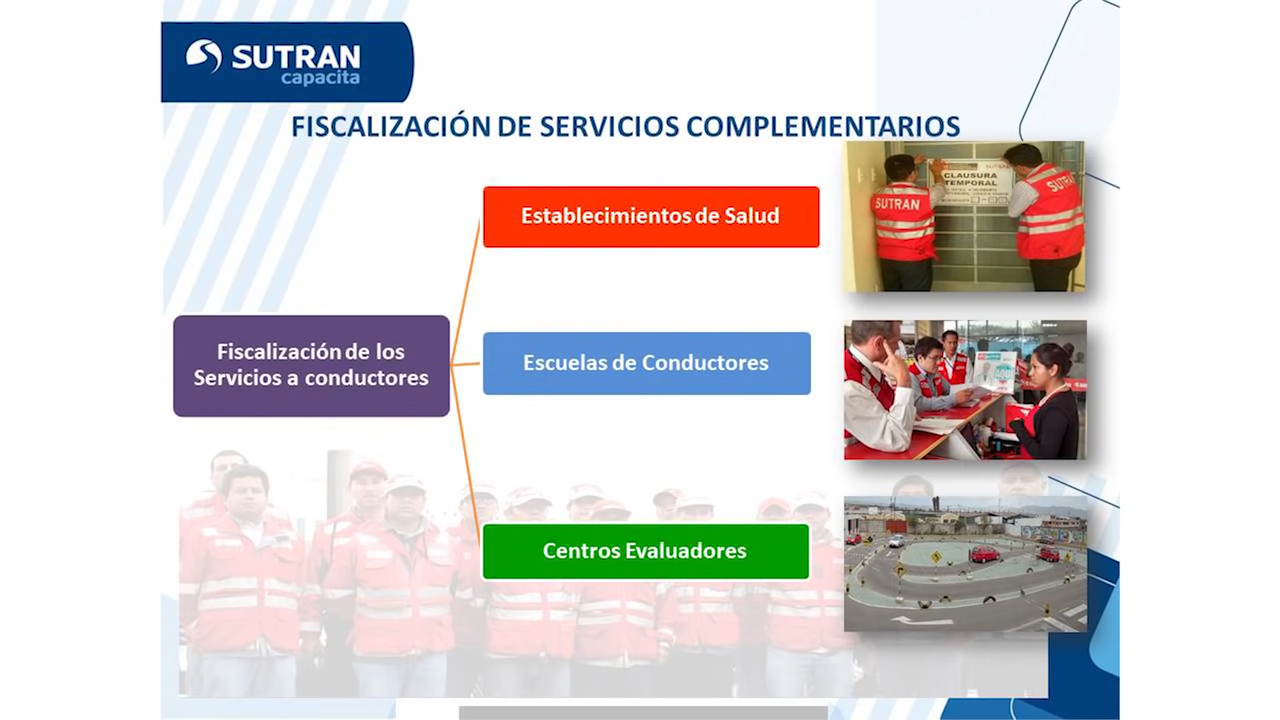 SUTRAN
capacita
FISCALIZACIÓN DE SERVICIOS COMPLEMENTARIOS
Establecimientos de Salud
Fiscalización de los
Servicios a conductores
Escuelas de Conductores
Centros Evaluadores
SUTRAN
CLAUSURA
TEMPORAL
SUTRAN
SUTRAN